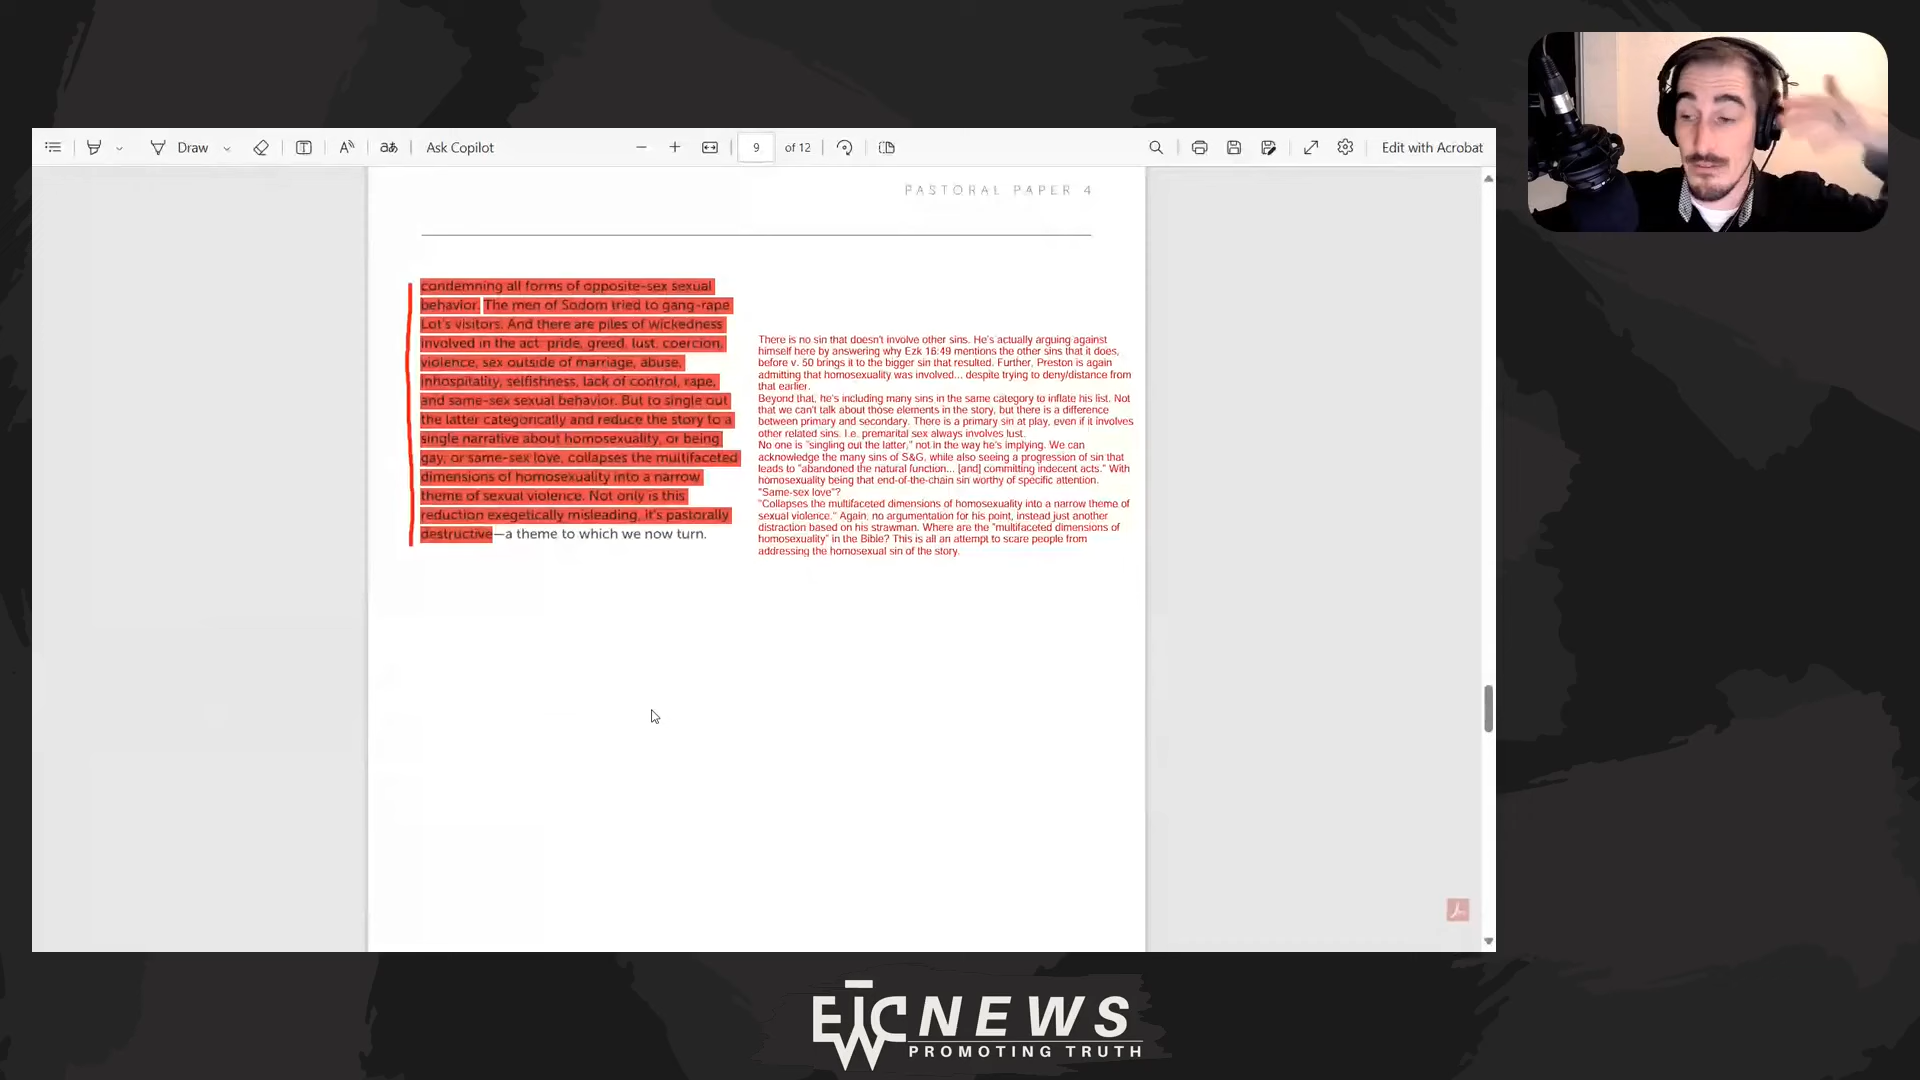 Draw
Ask Copilot
9
of 12
Edit with Acrobat
PASTORAL PAPER 4
condemning all forms of opposite-sex sexual
behavior. The men of Sodom tried to gang-rape
Lot's visitors. And there are piles of wickedness
involved in the act: pride, greed, lust, coercion,
violence, sex outside of marriage, abuse,
inhospitality, selfishness, lack of control, rape,
and same-sex sexual behavior. But to single out
the latter categorically and reduce the story to a
single narrative about homosexuality, or being
gay, or same-sex love, collapses the multifaceted
dimensions of homosexuality into a narrow
theme of sexual violence. Not only is this
reduction exegetically misleading, it's pastorally
destructive—a theme to which we now turn.
There is no sin that doesn't involve other sins. He's actually arguing against
himself here by answering why Ezk 16:49 mentions the other sins that it does,
before v. 50 brings it to the bigger sin that resulted. Further, Preston is again
admitting that homosexuality was involved... despite trying to deny/distance from
that earlier.
Beyond that, he's including many sins in the same category to inflate his list. Not
that we can't talk about those elements in the story, but there is a difference
between primary and secondary. There is a primary sin at play, even if it involves
other related sins. I.e. premarital sex always involves lust.
No one is "singling out the latter," not in the way he's implying. We can
acknowledge the many sins of S&G, while also seeing a progression of sin that
leads to "abandoned the natural function... [and] committing indecent acts." With
homosexuality being that end-of-the-chain sin worthy of specific attention.
"Same-sex love"?
"Collapses the multifaceted dimensions of homosexuality into a narrow theme of
sexual violence." Again, no argumentation for his point, instead just another
distraction based on his strawman. Where are the "multifaceted dimensions of
homosexuality" in the Bible? This is all an attempt to scare people from
addressing the homosexual sin of the story.
EWC NEWS
PROMOTING TRUTH